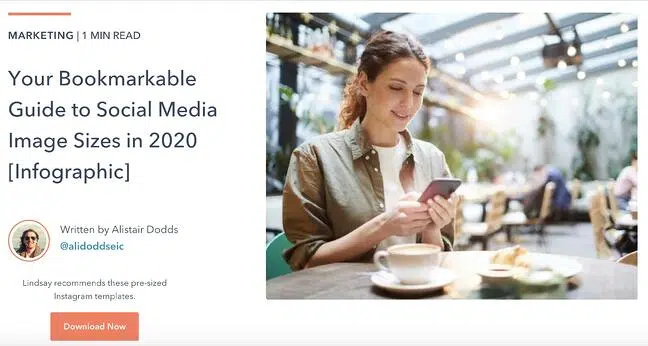 MARKETING | 1 MIN READ
Your Bookmarkable
Guide to Social Media
Image Sizes in 2020
[Infographic]
Written by Alistair Dodds
@alidoddseic
Lindsay recommends these pre-sized
Instagram templates.
Download Now